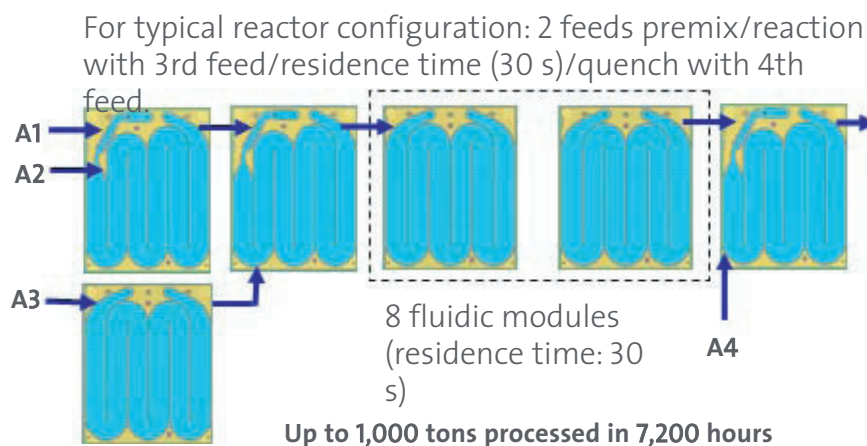 For typical reactor configuration: 2 feeds premix/reaction
with 3rd feed/residence time (30 s)/quench with 4th
feed.
A1
A2
A3
8 fluidic modules
(residence time: 30
s)
A4
Up to 1,000 tons processed in 7,200 hours